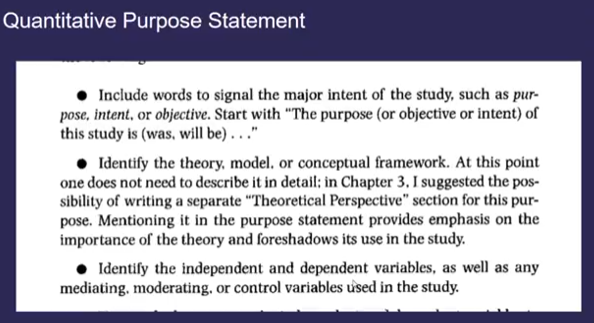 Quantitative Purpose Statement
● Include words to signal the major intent of the study, such as pur-
pose, intent, or objective. Start with “The purpose (or objective or intent) of
this study is (was, will be) . . .”
● Identify the theory, model, or conceptual framework. At this point
one does not need to describe it in detail; in Chapter 3, I suggested the pos-
sibility of writing a separate “Theoretical Perspective” section for this pur-
pose. Mentioning it in the purpose statement provides emphasis on the
importance of the theory and foreshadows its use in the study.
● Identify the independent and dependent variables, as well as any
mediating, moderating, or control variables used in the study.